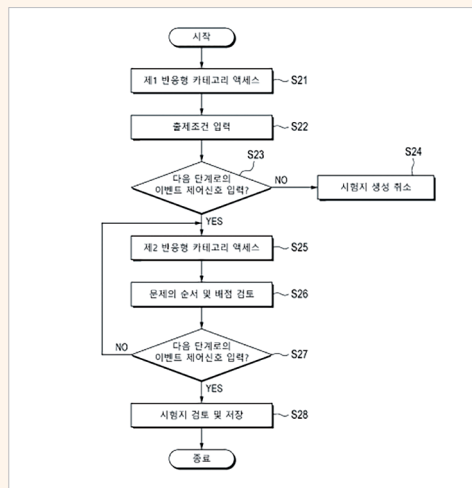 시작
제1 반응형 카테고리 액세스
S21
출제조건 입력
S22
S23
다음 단계로의
이벤트 제어신호 입력?
NO
S24
시험지 생성 취소
YES
제2 반응형 카테고리 액세스
S25
문제의 순서 및 배점 검토
S26
다음 단계로의
이벤트 제어신호 입력?
S27
NO
YES
시험지 검토 및 저장
S28
종료